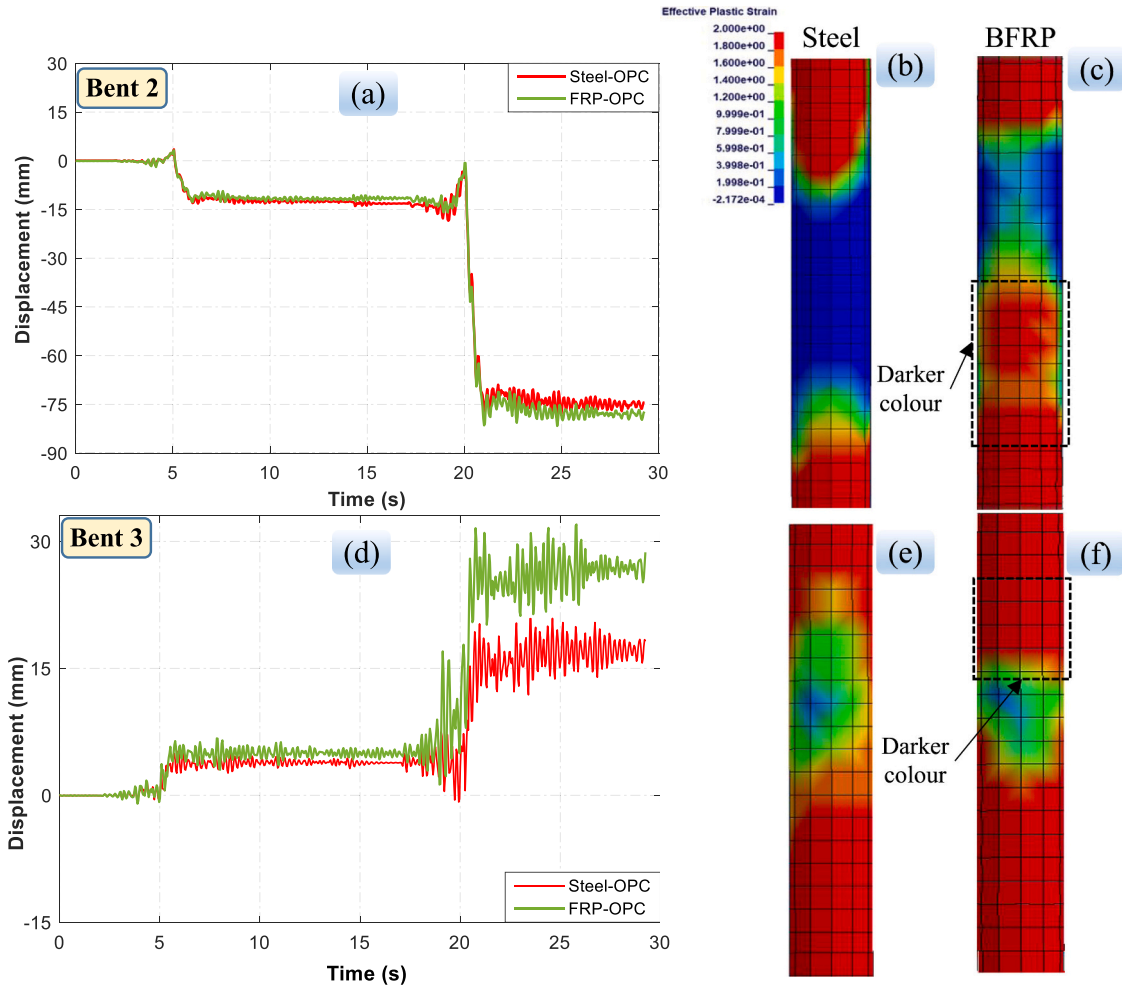 Bent 2
(a)
Steel-OPC
FRP-OPC
Displacement (mm)
30
15
0
-15
-30
-45
-60
-75
-90
0 5 10 15 20 25 30
Time (s)
Effective Plastic Strain
2.000e+00
1.800e+00
1.600e+00
1.400e+00
1.200e+00
9.999e-01
7.999e-01
5.998e-01
3.998e-01
1.998e-01
-2.172e-04
Steel
(b)
BFRP
(c)
Darker
colour
Bent 3
(d)
Displacement (mm)
30
15
0
-15
0 5 10 15 20 25 30
Steel-OPC
FRP-OPC
Time (s)
(e)
(f)
Darker
colour